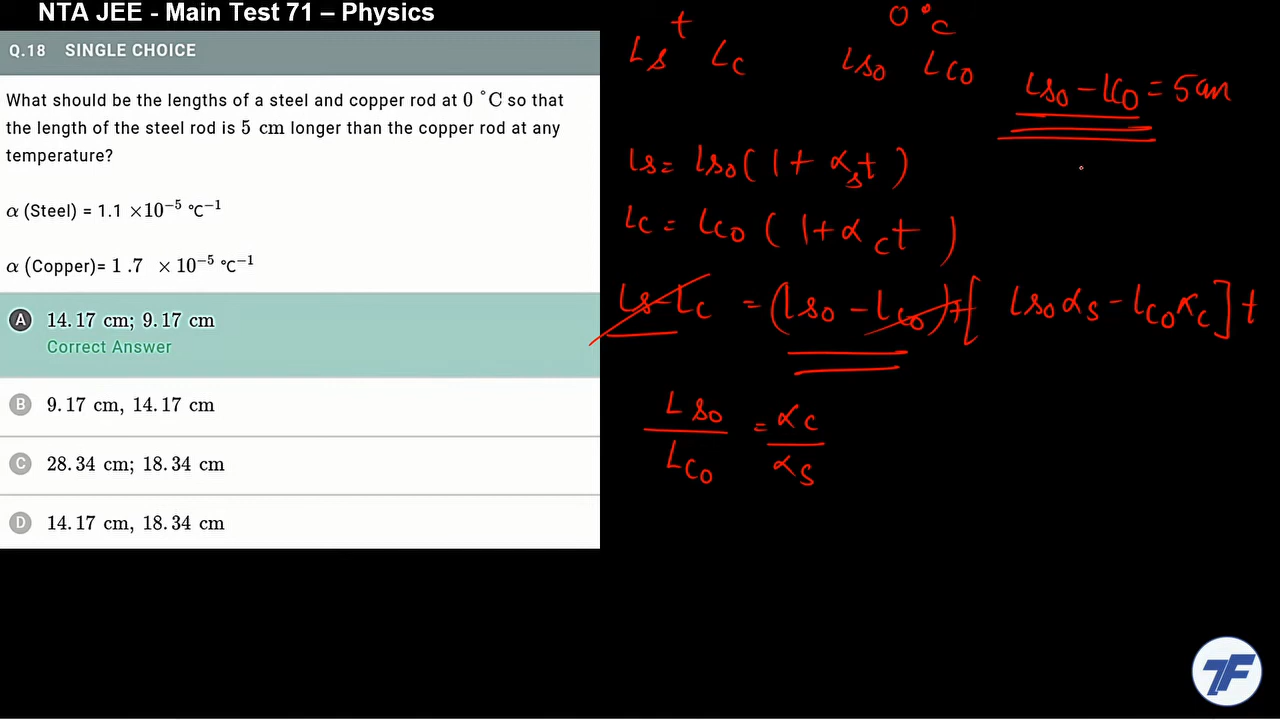 NTA JEE - Main Test 71 – Physics
Q.18 SINGLE CHOICE
What should be the lengths of a steel and copper rod at 0 °C so that
the length of the steel rod is 5 cm longer than the copper rod at any
temperature?
α (Steel) = 1.1 ×10⁻⁵ °C⁻¹
α (Copper)= 1 .7 × 10⁻⁵ °C⁻¹
A 14.17 cm; 9.17 cm
Correct Answer
B 9.17 cm, 14.17 cm
C 28.34 cm; 18.34 cm
D 14.17 cm, 18.34 cm
t
0°C
Ls Lc
Ls₀ Lc₀
Ls₀ – Lc₀ = 5cm
Ls = Ls₀ ( 1 + αₛt )
Lc = Lc₀ ( 1 + αct )
Ls – Lc = (Ls₀ – Lc₀) + [ Ls₀αs – Lc₀αc ] t
Ls₀/Lc₀ = αc/αs
TF